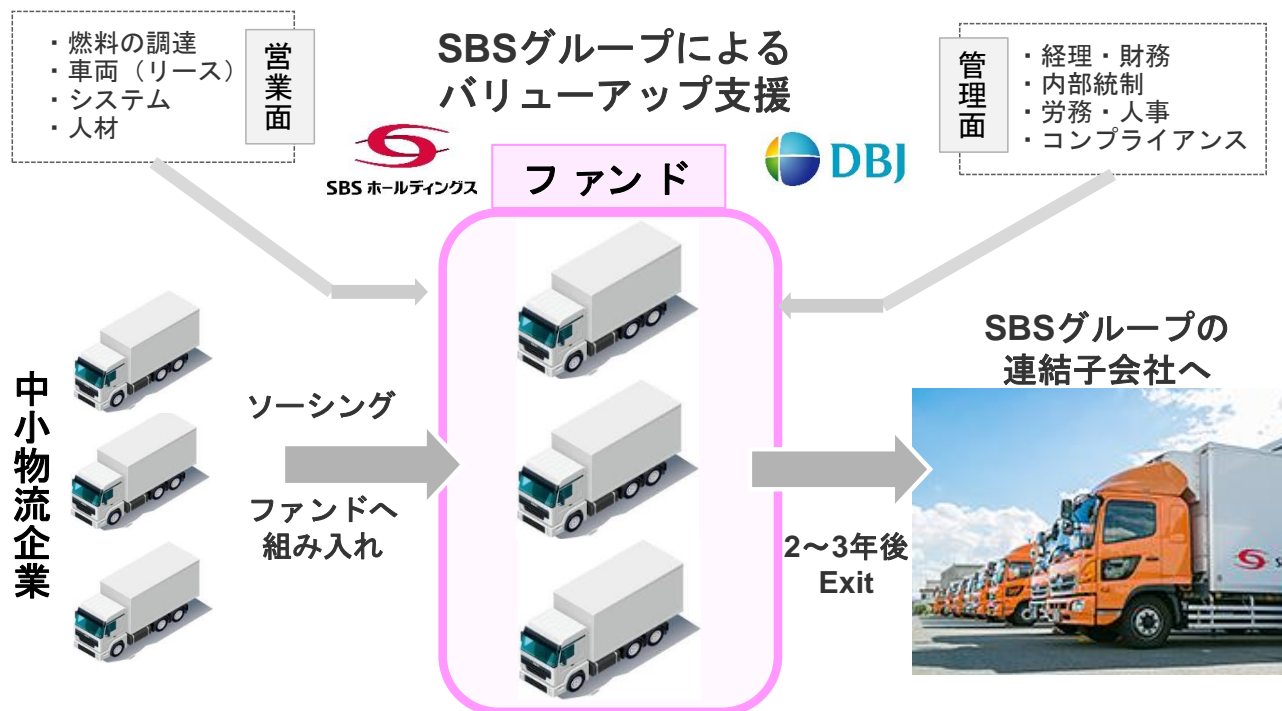 ・燃料の調達
・車両（リース）
・システム
・人材
営業面
SBSグループによる
バリューアップ支援
管理面
・経理・財務
・内部統制
・労務・人事
・コンプライアンス
SBS ホールディングス
ファンド
DBJ
中小物流企業
ソーシング
ファンドへ
組み入れ
2～3年後
Exit
SBSグループの
連結子会社へ
S